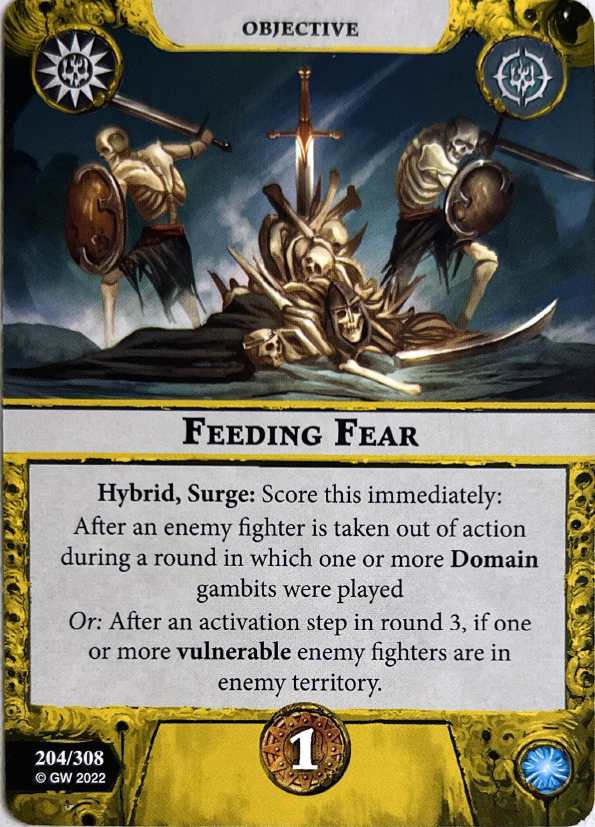 OBJECTIVE
FEEDING FEAR
Hybrid, Surge: Score this immediately:
After an enemy fighter is taken out of action
during a round in which one or more Domain
gambits were played
Or: After an activation step in round 3, if one
or more vulnerable enemy fighters are in
enemy territory.
1
204/308
© GW 2022